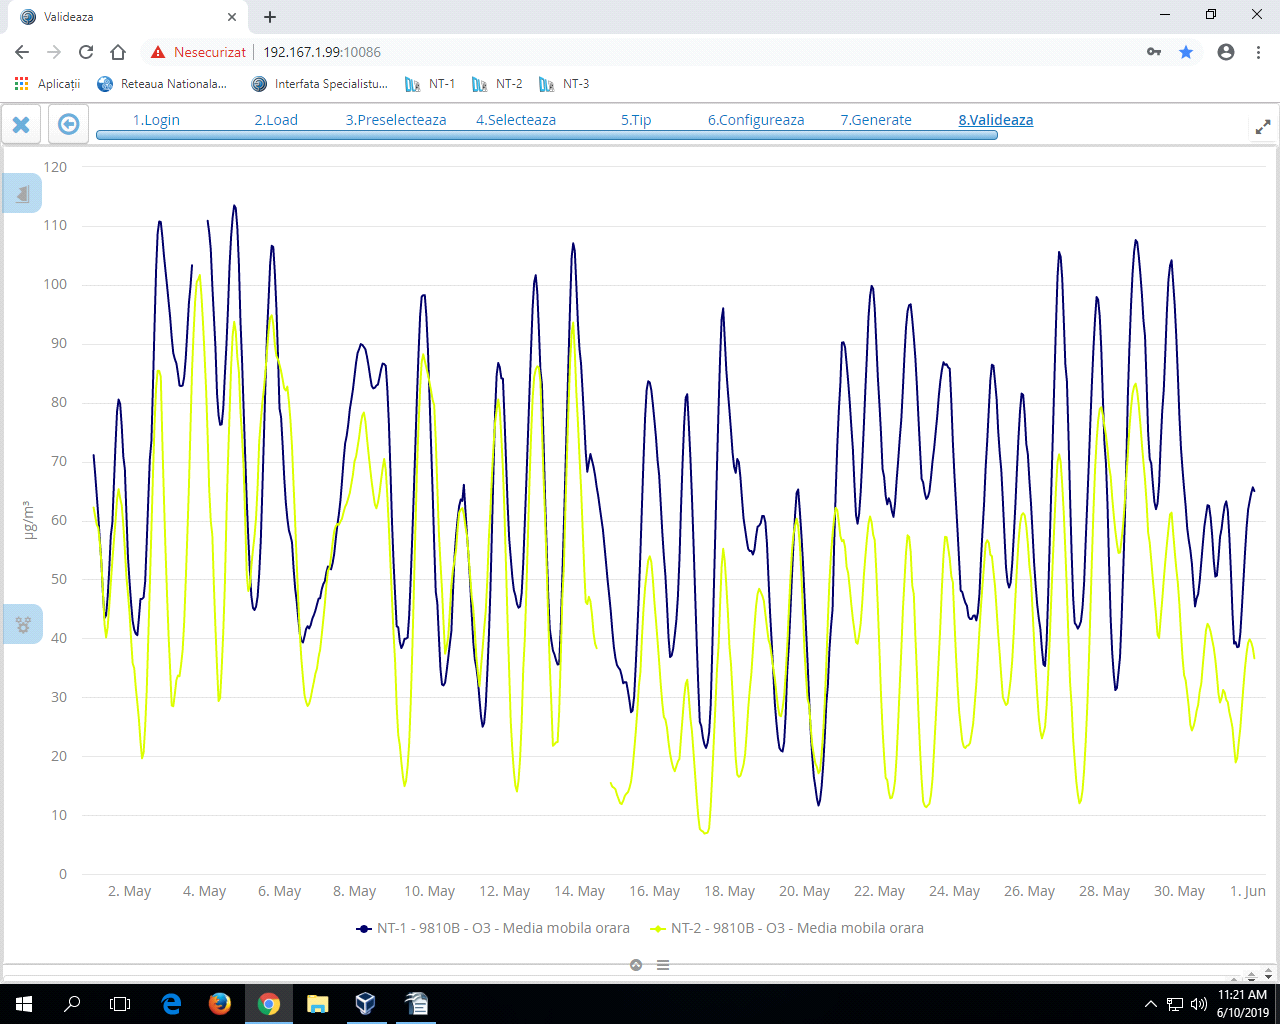 Valideaza
Nesecurizat 192.167.1.99:10086
Aplicații Reteaua Nationala... Interfata Specialistu... NT-1 NT-2 NT-3
1.Login 2.Load 3.Preselecteaza 4.Selecteaza 5.Tip 6.Configureaza 7.Generate 8.Valideaza
120
110
100
90
80
70
60
50
40
30
20
10
0
µg/m³
2. May 4. May 6. May 8. May 10. May 12. May 14. May 16. May 18. May 20. May 22. May 24. May 26. May 28. May 30. May 1. Jun
NT-1 - 9810B - O3 - Media mobila orara NT-2 - 9810B - O3 - Media mobila orara
11:21 AM
6/10/2019